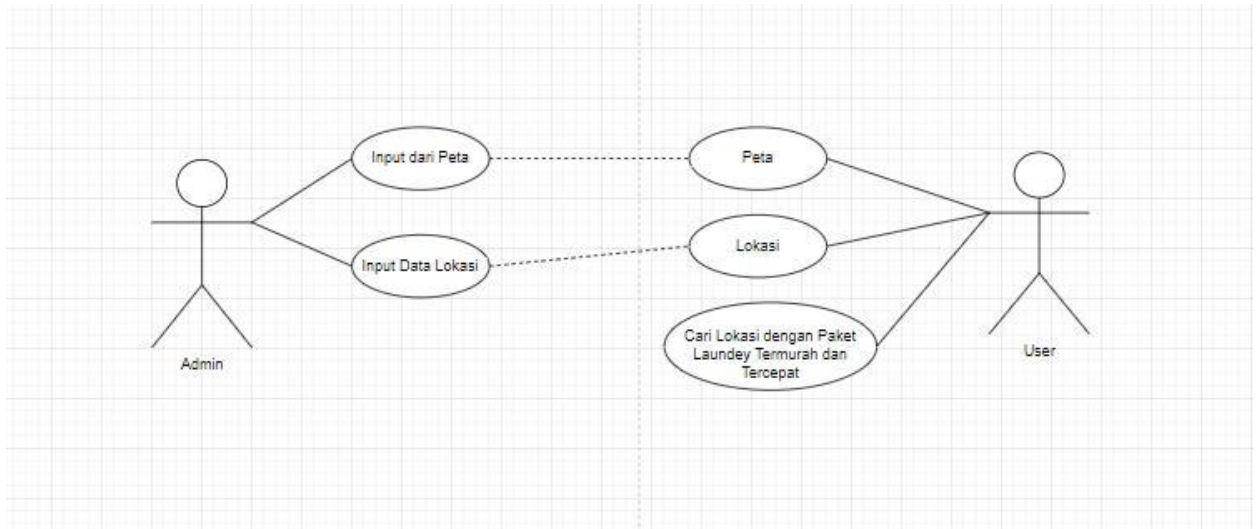 Input dari Peta
Peta
Lokasi
Input Data Lokasi
Cari Lokasi dengan Paket
Laundey Termurah dan
Tercepat
Admin
User